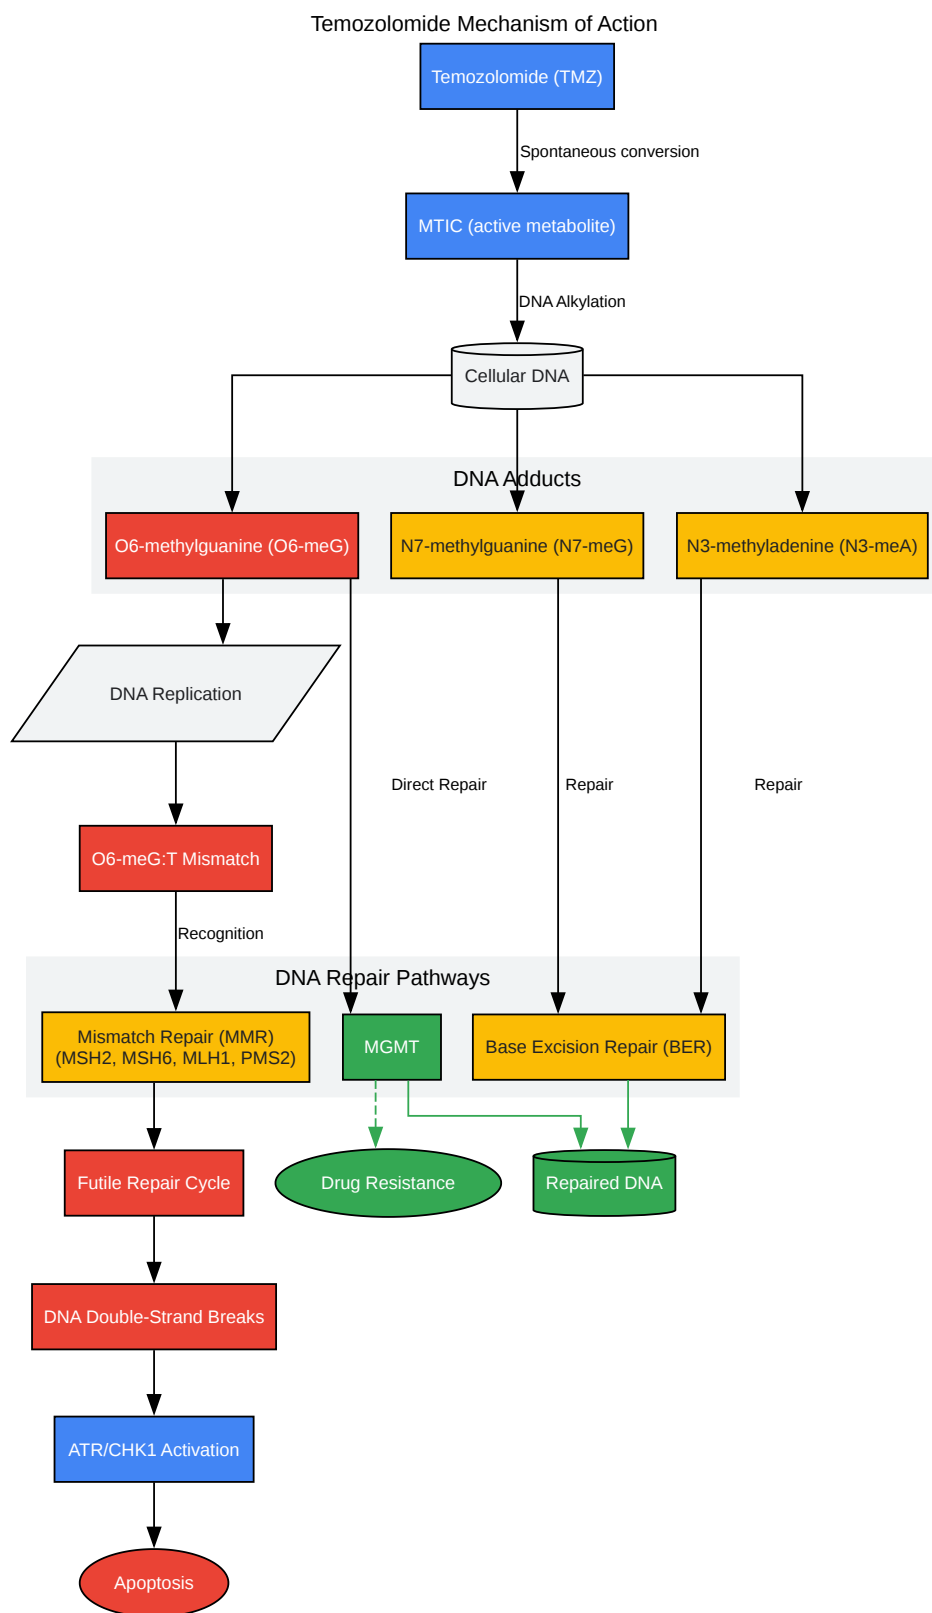 Temozolomide Mechanism of Action
Temozolomide (TMZ)
Spontaneous conversion
MTIC (active metabolite)
DNA Alkylation
Cellular DNA
DNA Adducts
O6-methylguanine (O6-meG)
N7-methylguanine (N7-meG)
N3-methyladenine (N3-meA)
DNA Replication
Direct Repair
Repair
Repair
O6-meG:T Mismatch
Recognition
DNA Repair Pathways
Mismatch Repair (MMR)
(MSH2, MSH6, MLH1, PMS2)
MGMT
Base Excision Repair (BER)
Futile Repair Cycle
Drug Resistance
Repaired DNA
DNA Double-Strand Breaks
ATR/CHK1 Activation
Apoptosis